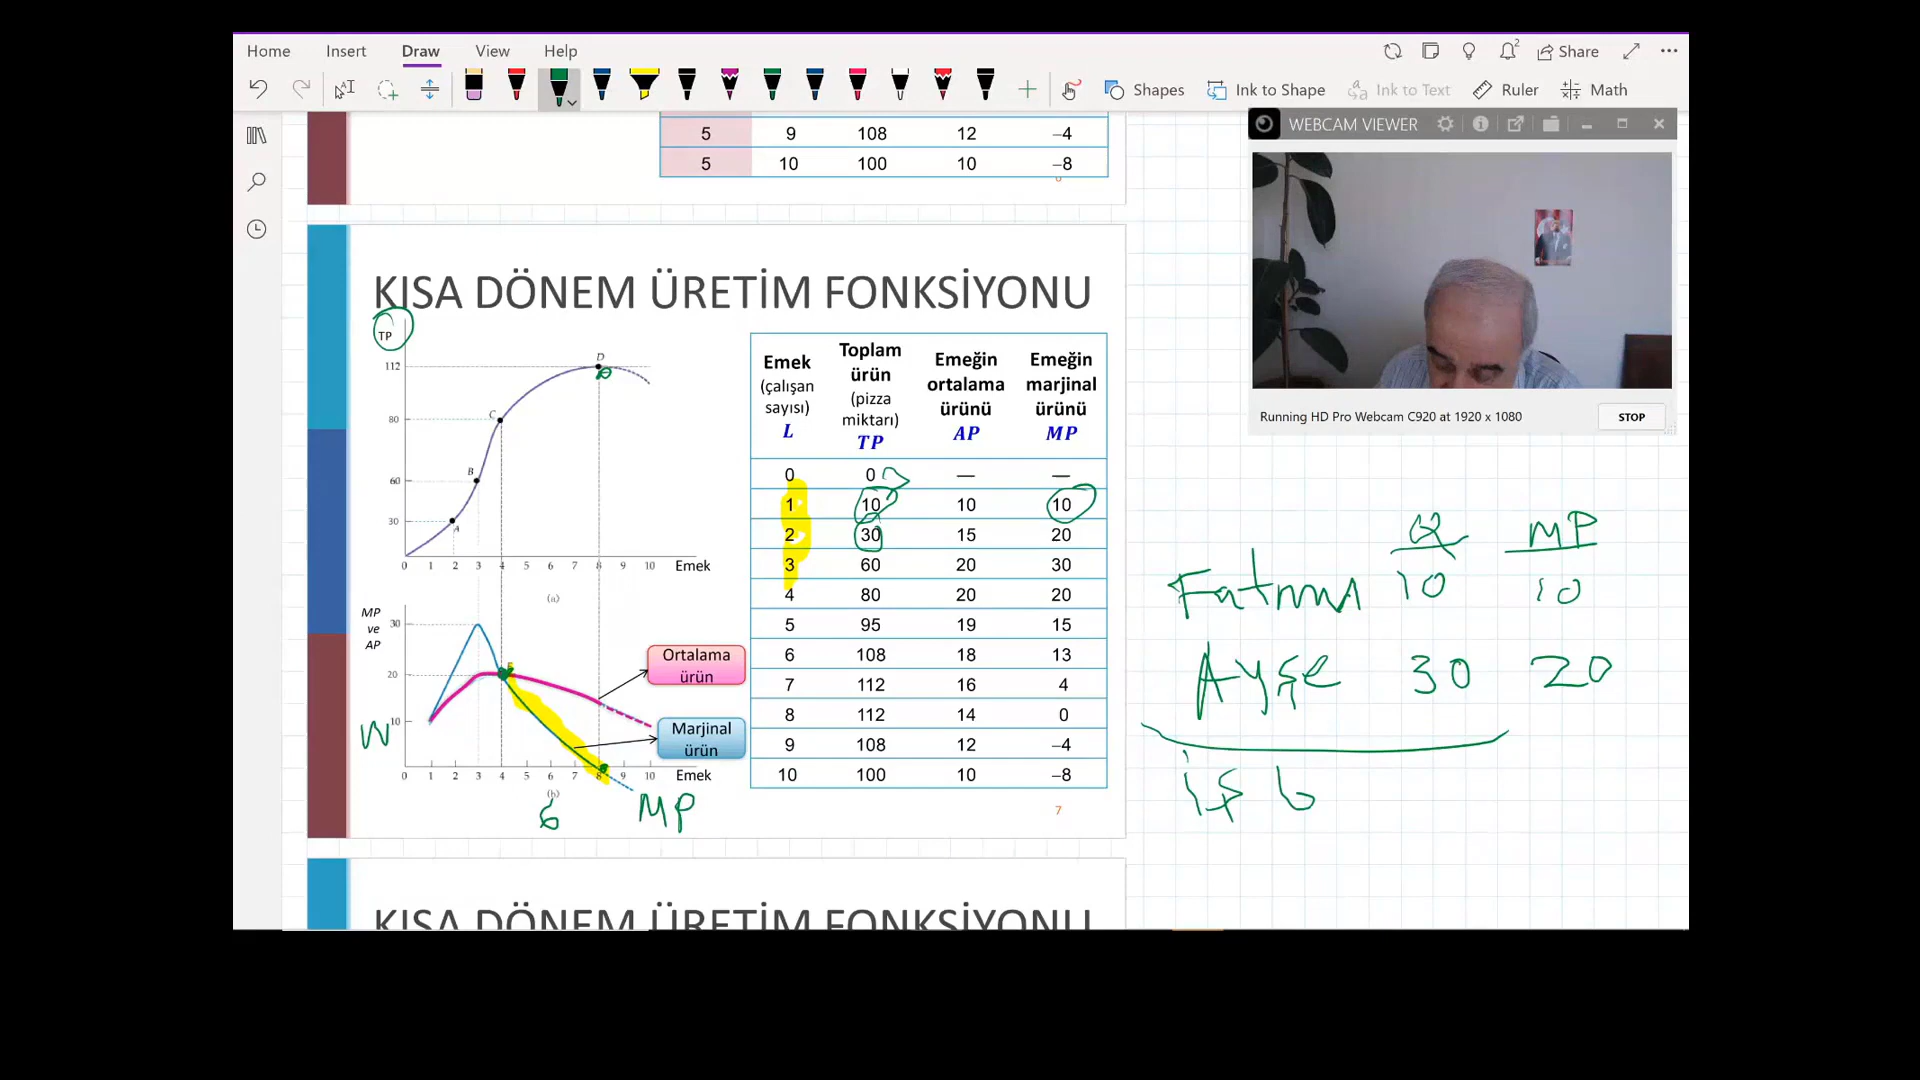 Home Insert Draw View Help
2 Share
Shapes Ink to Shape Ink to Text Ruler Math
WEBCAM VIEWER
5 9 108 12 –4
5 10 100 10 –8
KISA DÖNEM ÜRETİM FONKSİYONU
TP
112
80
60
30
A
B
C
D
0 1 2 3 4 5 6 7 8 9 10 Emek
(a)
MP
ve
AP
30
20
10
W
0 1 2 3 4 5 6 7 8 9 10 Emek
(b)
6 MP
Ortalama
ürün
Marjinal
ürün
Emek
(çalışan
sayısı)
L
Toplam
ürün
(pizza
miktarı)
TP
Emeğin
ortalama
ürünü
AP
Emeğin
marjinal
ürünü
MP
0 0 — —
1 10 10 10
2 30 15 20
3 60 20 30
4 80 20 20
5 95 19 15
6 108 18 13
7 112 16 4
8 112 14 0
9 108 12 –4
10 100 10 –8
7
Running HD Pro Webcam C920 at 1920 x 1080 STOP
Q MP
Fatma 10 10
Ayşe 30 20
iş b
KISA DÖNEM ÜRETİM FONKSİYONU